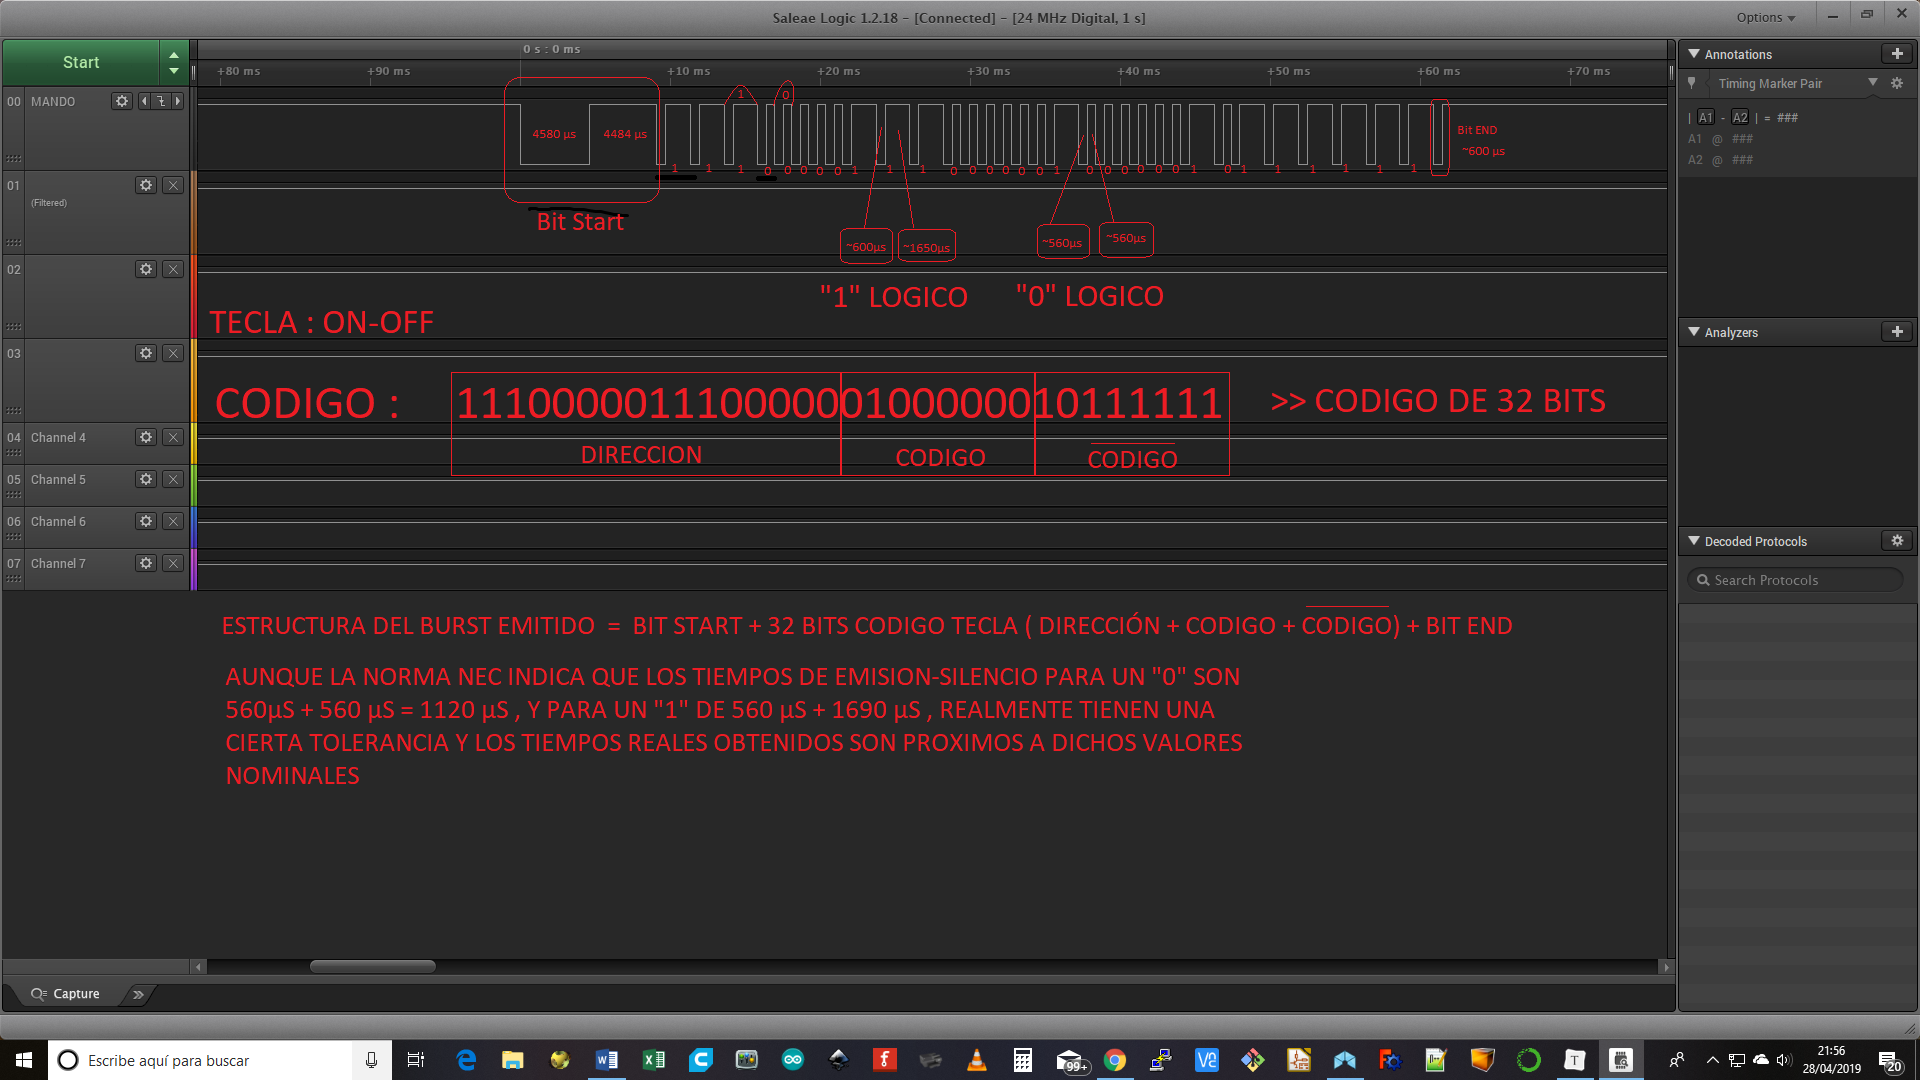 Saleae Logic 1.2.18 - [Connected] - [24 MHz Digital, 1 s]
Options
Start
0 s : 0 ms
+80 ms +90 ms +10 ms +20 ms +30 ms +40 ms +50 ms +60 ms +70 ms
Annotations
Timing Marker Pair
| A1 - A2 | = ###
A1 @ ###
A2 @ ###
00 MANDO
1 0
4580 µs 4484 µs
Bit END
~600 µs
1 1 1 0 0 0 0 0 1 1 1 0 0 0 0 0 0 1 0 0 0 0 0 0 1 0 1 1 1 1 1 1
01
(Filtered)
Bit Start
~600µs ~1650µs ~560µs ~560µs
02
"1" LOGICO "0" LOGICO
TECLA : ON-OFF
Analyzers
03
CODIGO : 11100000111000000100000010111111 >> CODIGO DE 32 BITS
04 Channel 4
DIRECCION CODIGO CODIGO
05 Channel 5
06 Channel 6
07 Channel 7
Decoded Protocols
Search Protocols
ESTRUCTURA DEL BURST EMITIDO = BIT START + 32 BITS CODIGO TECLA ( DIRECCIÓN + CODIGO + CODIGO) + BIT END
AUNQUE LA NORMA NEC INDICA QUE LOS TIEMPOS DE EMISION-SILENCIO PARA UN "0" SON
560µS + 560 µS = 1120 µS , Y PARA UN "1" DE 560 µS + 1690 µS , REALMENTE TIENEN UNA
CIERTA TOLERANCIA Y LOS TIEMPOS REALES OBTENIDOS SON PROXIMOS A DICHOS VALORES
NOMINALES
Capture
Escribe aquí para buscar
99+
21:56
28/04/2019
20